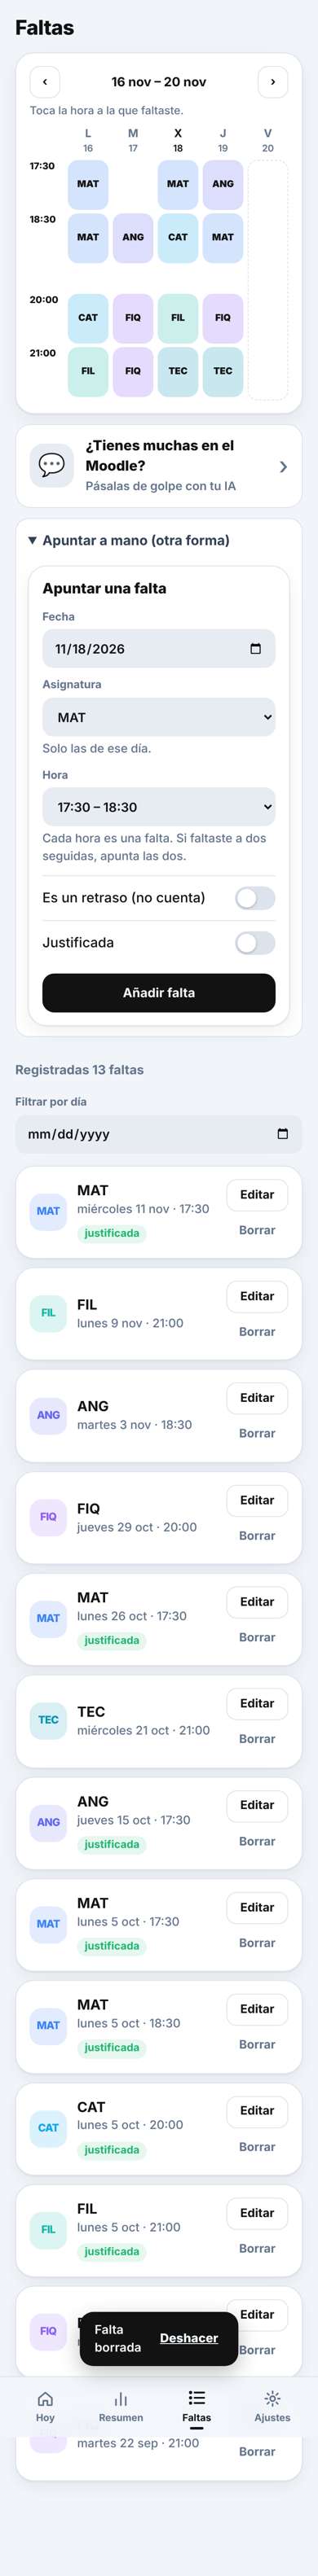 Faltas
‹
16 nov – 20 nov
›
Toca la hora a la que faltaste.
L M X J V
16 17 18 19 20
17:30 MAT MAT ANG
18:30 MAT ANG CAT MAT
20:00 CAT FIQ FIL FIQ
21:00 FIL FIQ TEC TEC
¿Tienes muchas en el
Moodle?
Pásalas de golpe con tu IA
▼ Apuntar a mano (otra forma)
Apuntar una falta
Fecha
11/18/2026
Asignatura
MAT
Solo las de ese día.
Hora
17:30 – 18:30
Cada hora es una falta. Si faltaste a dos
seguidas, apunta las dos.
Es un retraso (no cuenta)
Justificada
Añadir falta
Registradas 13 faltas
Filtrar por día
mm/dd/yyyy
MAT
MAT
miércoles 11 nov · 17:30
justificada
Editar
Borrar
FIL
FIL
lunes 9 nov · 21:00
Editar
Borrar
ANG
ANG
martes 3 nov · 18:30
Editar
Borrar
FIQ
FIQ
jueves 29 oct · 20:00
Editar
Borrar
MAT
MAT
lunes 26 oct · 17:30
justificada
Editar
Borrar
TEC
TEC
miércoles 21 oct · 21:00
Editar
Borrar
ANG
ANG
jueves 15 oct · 17:30
justificada
Editar
Borrar
MAT
MAT
lunes 5 oct · 17:30
justificada
Editar
Borrar
MAT
MAT
lunes 5 oct · 18:30
justificada
Editar
Borrar
CAT
CAT
lunes 5 oct · 20:00
justificada
Editar
Borrar
FIL
FIL
lunes 5 oct · 21:00
justificada
Editar
Borrar
FIQ
Editar
Borrar
Falta
borrada
Deshacer
Hoy
Resumen
Faltas
Ajustes
martes 22 sep · 21:00
Borrar